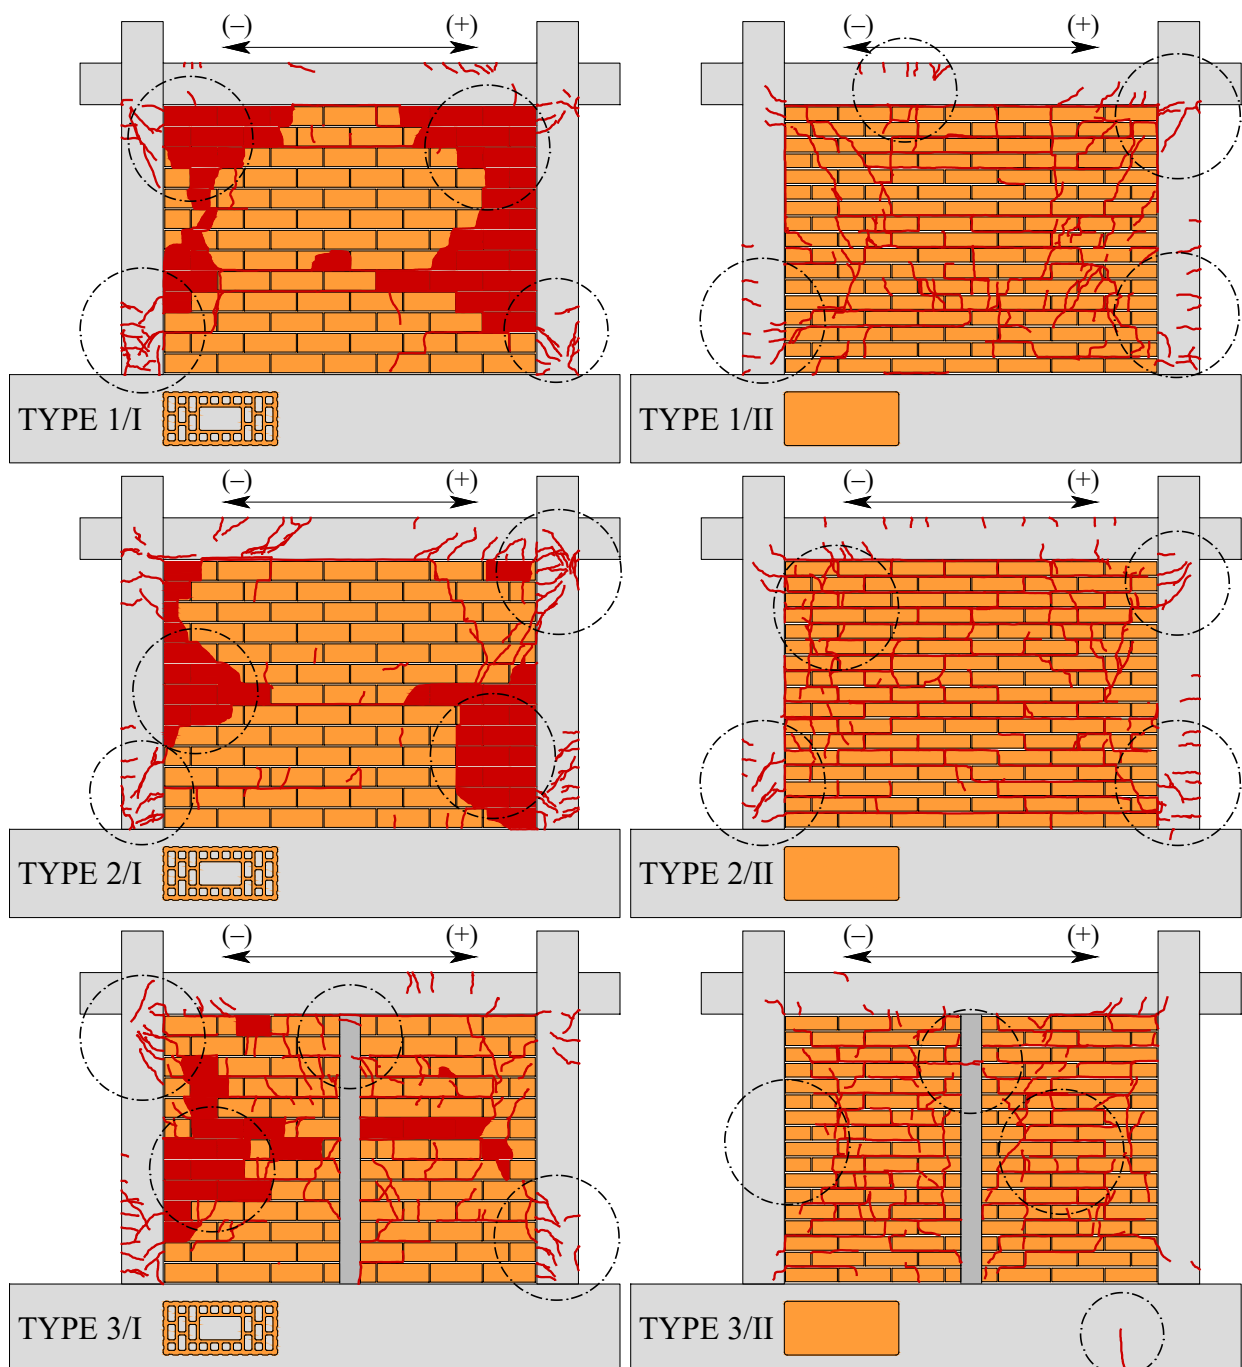 (–) (+)
(–) (+)
TYPE 1/I
TYPE 1/II
(–) (+)
(–) (+)
TYPE 2/I
TYPE 2/II
(–) (+)
(–) (+)
TYPE 3/I
TYPE 3/II